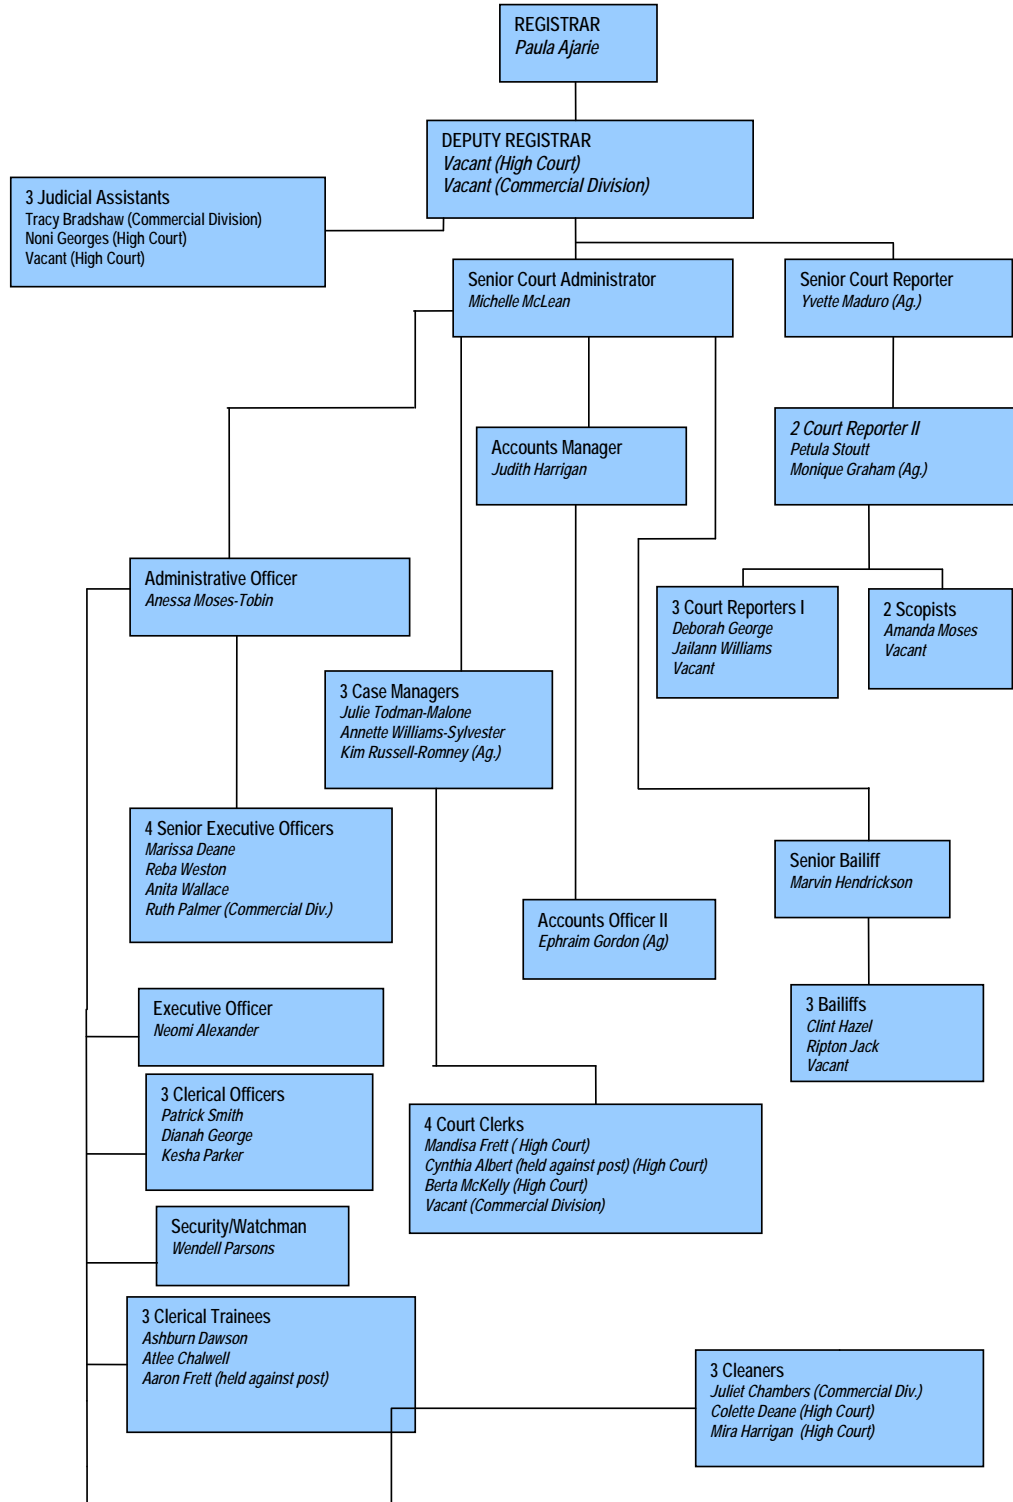 REGISTRAR
Paula Ajarie
DEPUTY REGISTRAR
Vacant (High Court)
Vacant (Commercial Division)
3 Judicial Assistants
Tracy Bradshaw (Commercial Division)
Noni Georges (High Court)
Vacant (High Court)
Senior Court Administrator
Michelle McLean
Senior Court Reporter
Yvette Maduro (Ag.)
2 Court Reporter II
Petula Stoutt
Monique Graham (Ag.)
Accounts Manager
Judith Harrigan
Administrative Officer
Anessa Moses-Tobin
3 Court Reporters I
Deborah George
Jailann Williams
Vacant
2 Scopists
Amanda Moses
Vacant
3 Case Managers
Julie Todman-Malone
Annette Williams-Sylvester
Kim Russell-Romney (Ag.)
4 Senior Executive Officers
Marissa Deane
Reba Weston
Anita Wallace
Ruth Palmer (Commercial Div.)
Senior Bailiff
Marvin Hendrickson
Accounts Officer II
Ephraim Gordon (Ag)
Executive Officer
Neomi Alexander
3 Bailiffs
Clint Hazel
Ripton Jack
Vacant
3 Clerical Officers
Patrick Smith
Dianah George
Kesha Parker
4 Court Clerks
Mandisa Frett ( High Court)
Cynthia Albert (held against post) (High Court)
Berta McKelly (High Court)
Vacant (Commercial Division)
Security/Watchman
Wendell Parsons
3 Clerical Trainees
Ashburn Dawson
Atlee Chalwell
Aaron Frett (held against post)
3 Cleaners
Juliet Chambers (Commercial Div.)
Colette Deane (High Court)
Mira Harrigan  (High Court)